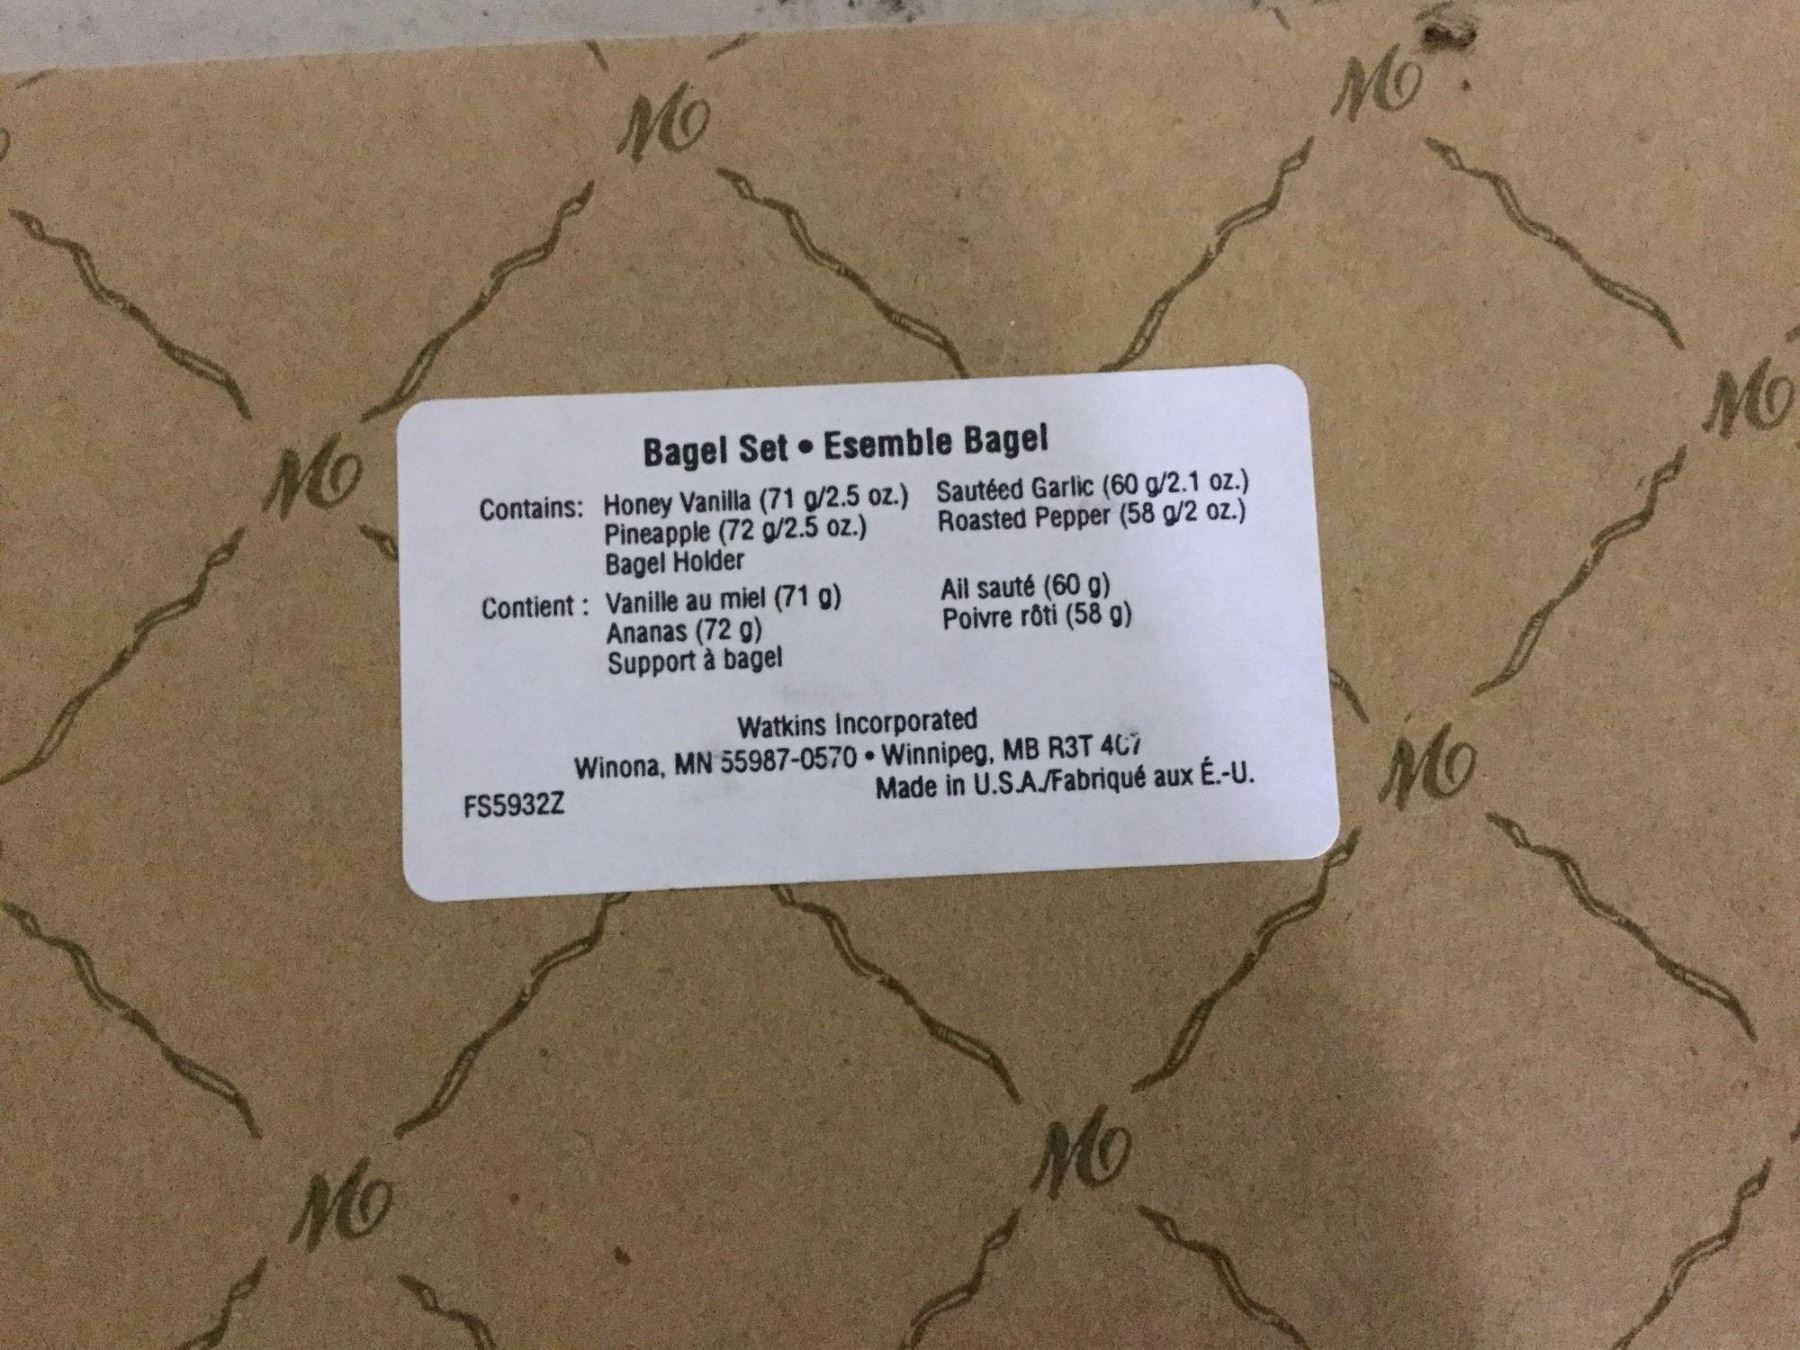 Bagel Set • Esemble Bagel
Contains: Honey Vanilla (71 g/2.5 oz.) Sautéed Garlic (60 g/2.1 oz.)
Pineapple (72 g/2.5 oz.) Roasted Pepper (58 g/2 oz.)
Bagel Holder
Contient : Vanille au miel (71 g) Ail sauté (60 g)
Ananas (72 g) Poivre rôti (58 g)
Support à bagel
Watkins Incorporated
Winona, MN 55987-0570 • Winnipeg, MB R3T
Made in U.S.A./Fabriqué aux É.-U.
FS5932Z